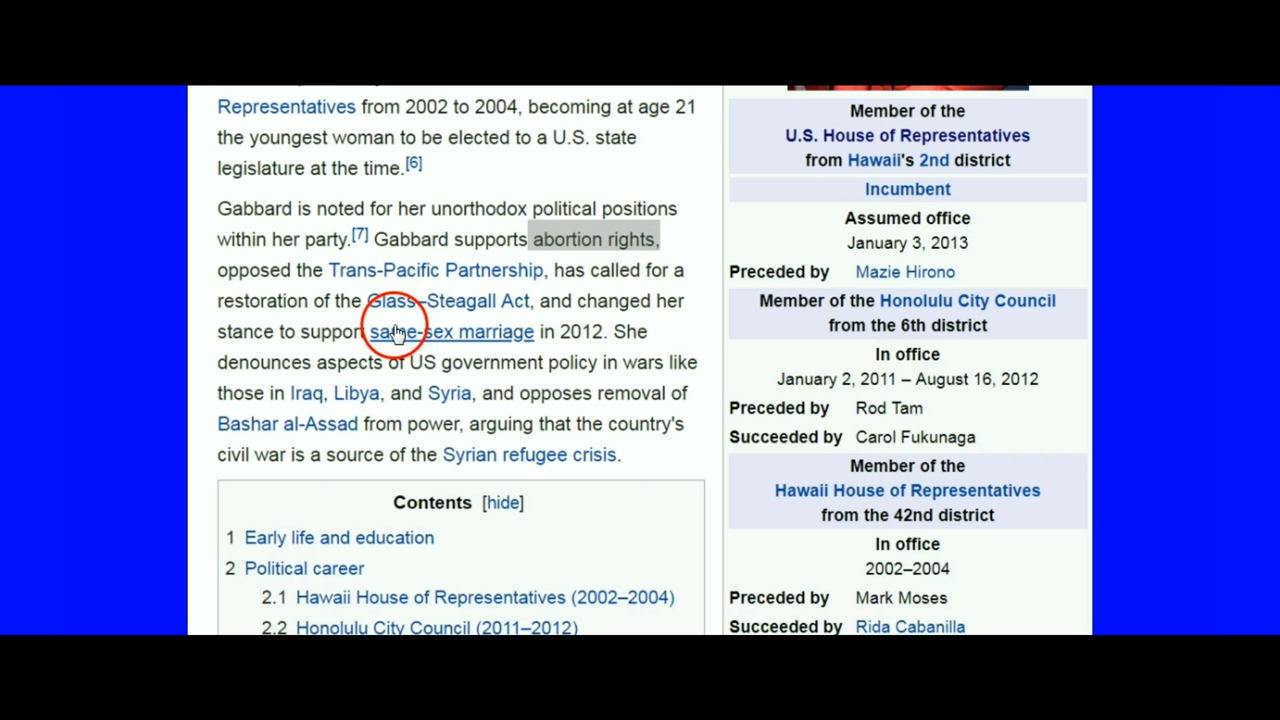 Representatives from 2002 to 2004, becoming at age 21
the youngest woman to be elected to a U.S. state
legislature at the time.[6]
Gabbard is noted for her unorthodox political positions
within her party.[7] Gabbard supports abortion rights,
opposed the Trans-Pacific Partnership, has called for a
restoration of the Glass–Steagall Act, and changed her
stance to support same-sex marriage in 2012. She
denounces aspects of US government policy in wars like
those in Iraq, Libya, and Syria, and opposes removal of
Bashar al-Assad from power, arguing that the country's
civil war is a source of the Syrian refugee crisis.
Contents [hide]
1 Early life and education
2 Political career
2.1 Hawaii House of Representatives (2002–2004)
2.2 Honolulu City Council (2011–2012)
Member of the
U.S. House of Representatives
from Hawaii's 2nd district
Incumbent
Assumed office
January 3, 2013
Preceded by Mazie Hirono
Member of the Honolulu City Council
from the 6th district
In office
January 2, 2011 – August 16, 2012
Preceded by Rod Tam
Succeeded by Carol Fukunaga
Member of the
Hawaii House of Representatives
from the 42nd district
In office
2002–2004
Preceded by Mark Moses
Succeeded by Rida Cabanilla